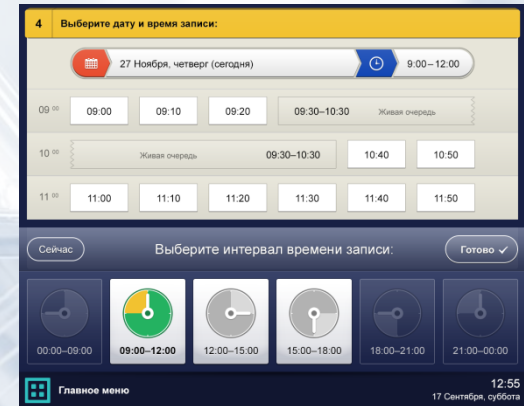 4 Выберите дату и время записи:
27 Ноября, четверг (сегодня) 9:00–12:00
09 00 09:00 09:10 09:20 09:30–10:30 Живая очередь
10 00 Живая очередь 09:30–10:30 10:40 10:50
11 00 11:00 11:10 11:20 11:30 11:40 11:50
Сейчас Выберите интервал времени записи: Готово
00:00–09:00 09:00–12:00 12:00–15:00 15:00–18:00 18:00–21:00 21:00–00:00
Главное меню 12:55
17 Сентября, суббота